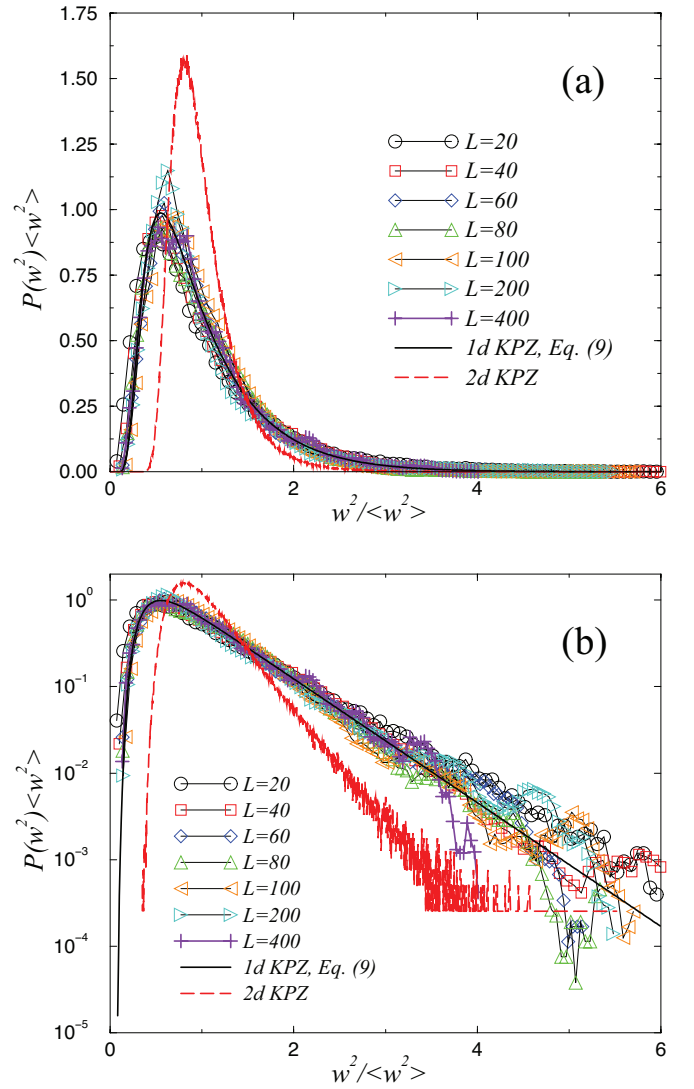 1.75
1.50
1.25
1.00
0.75
0.50
0.25
0.00
P(w²)<w²>
(a)
L=20
L=40
L=60
L=80
L=100
L=200
L=400
1d KPZ, Eq. (9)
2d KPZ
0 2 4 6
w²/<w²>
10⁰
10⁻¹
10⁻²
10⁻³
10⁻⁴
10⁻⁵
P(w²)<w²>
(b)
L=20
L=40
L=60
L=80
L=100
L=200
L=400
1d KPZ, Eq. (9)
2d KPZ
0 2 4 6
w²/<w²>